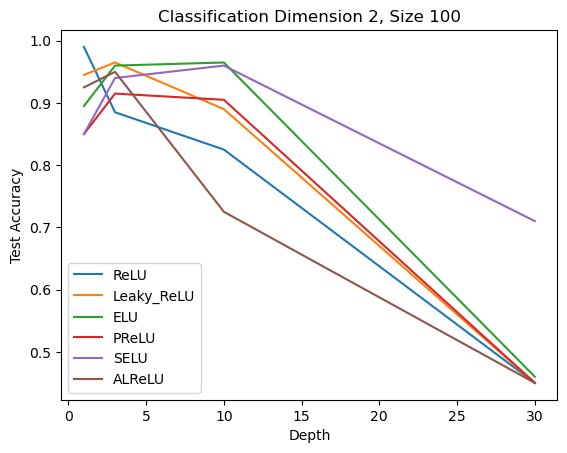 Classification Dimension 2, Size 100
Test Accuracy
1.0
0.9
0.8
0.7
0.6
0.5
ReLU
Leaky_ReLU
ELU
PReLU
SELU
ALReLU
0 5 10 15 20 25 30
Depth